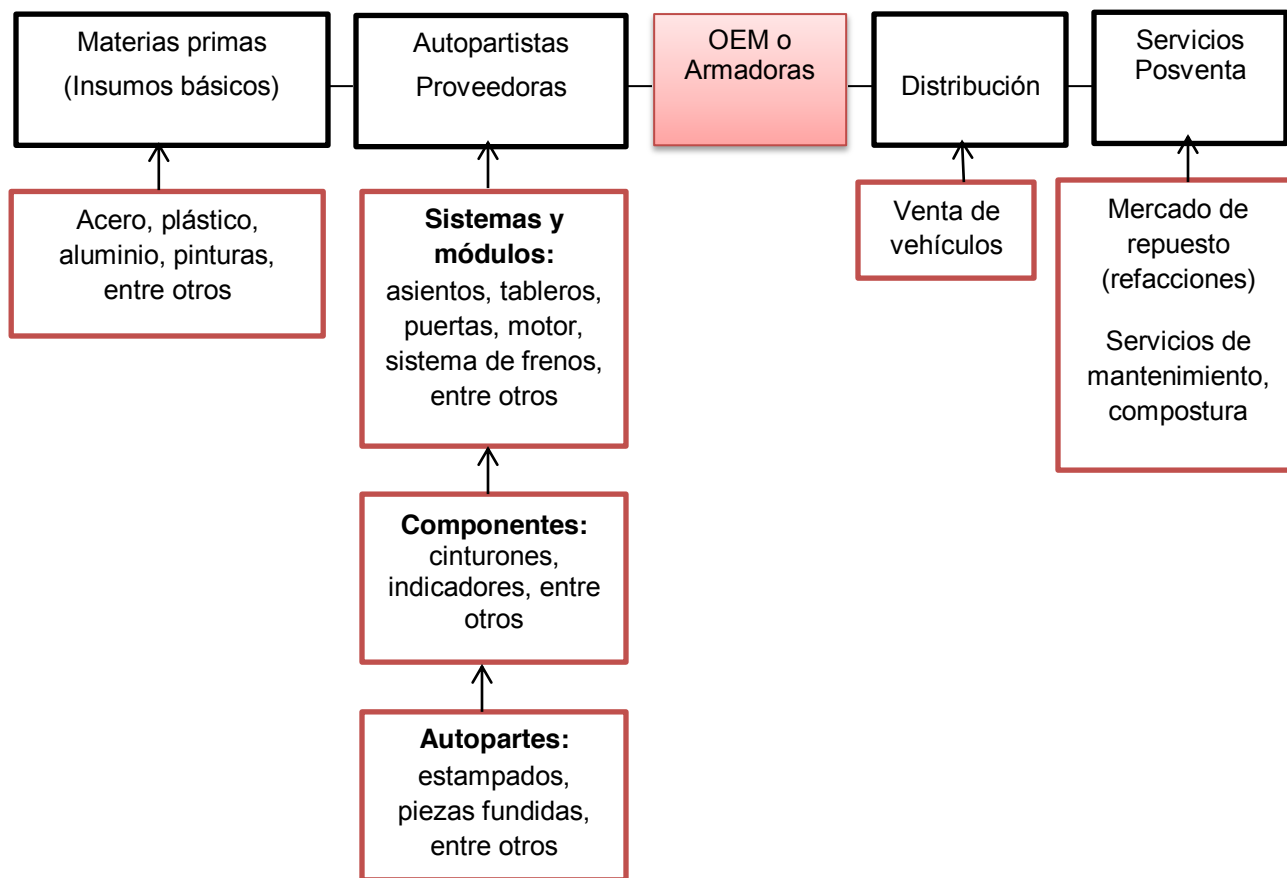 Materias primas
(Insumos básicos)
Autopartistas
Proveedoras
OEM o
Armadoras
Distribución
Servicios
Posventa
Acero, plástico,
aluminio, pinturas,
entre otros
Sistemas y
módulos:
asientos, tableros,
puertas, motor,
sistema de frenos,
entre otros
Venta de
vehículos
Mercado de
repuesto
(refacciones)
Servicios de
mantenimiento,
compostura
Componentes:
cinturones,
indicadores, entre
otros
Autopartes:
estampados,
piezas fundidas,
entre otros